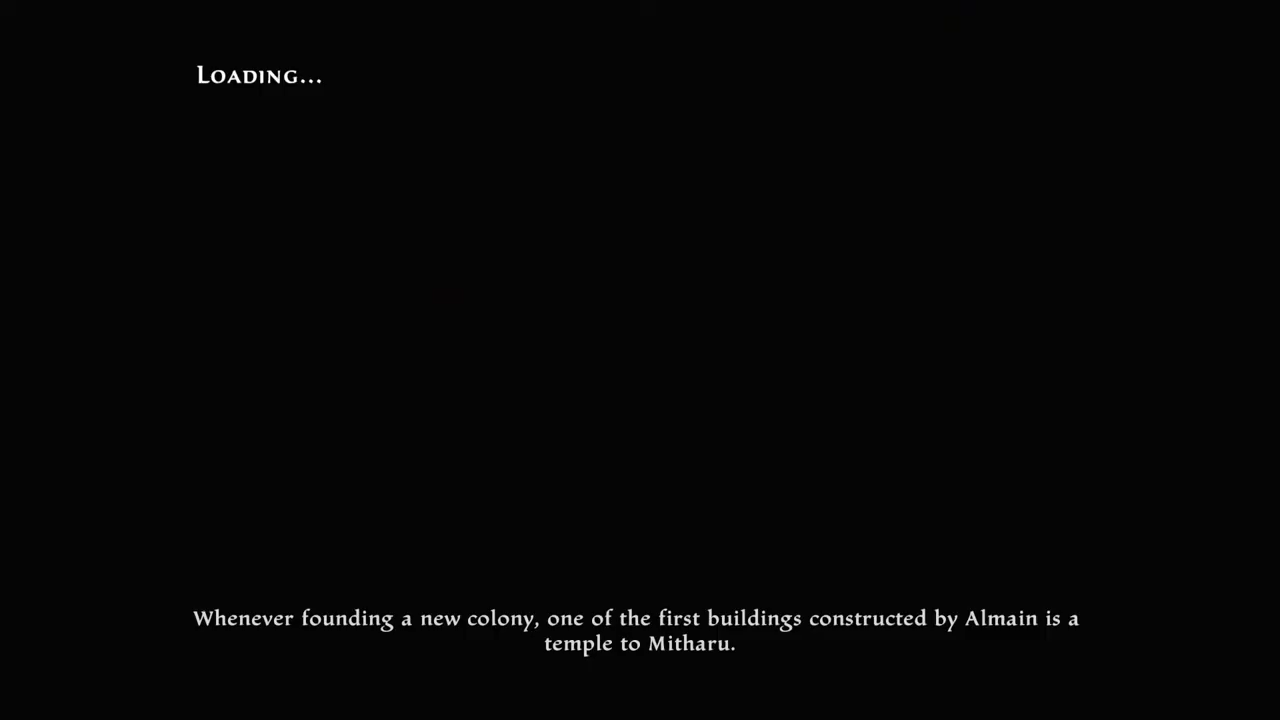 Loading...
Whenever founding a new colony, one of the first buildings constructed by Almain is a
temple to Mitharu.